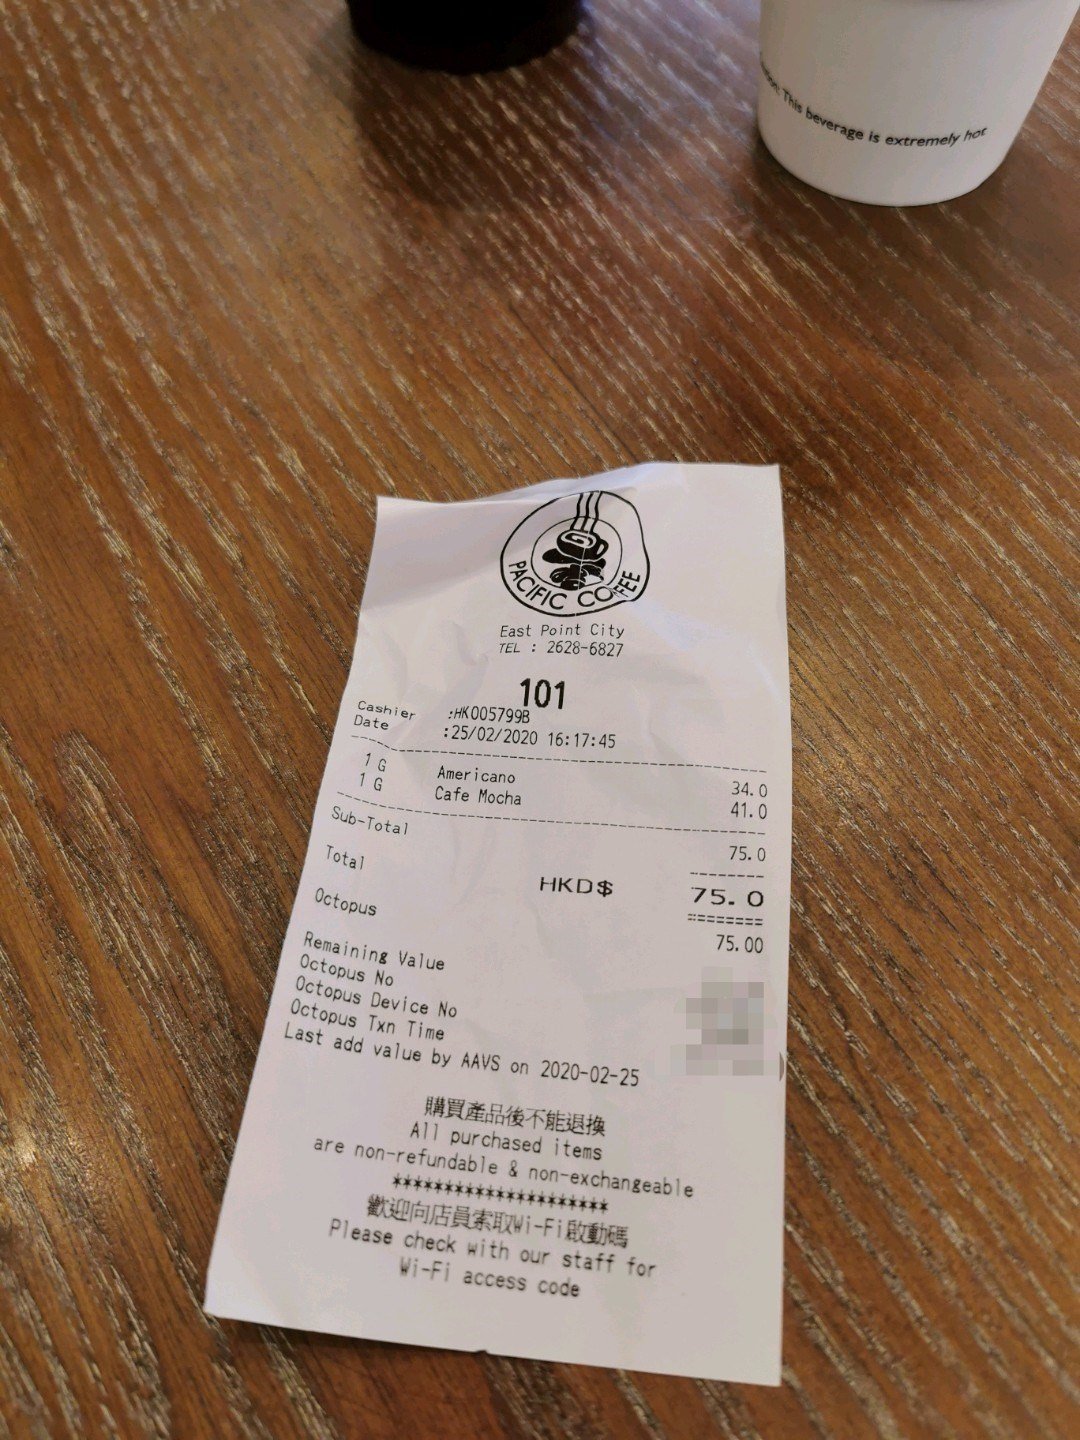 tion! This beverage is extremely hot
PACIFIC COFFEE
East Point City
TEL : 2628-6827
101
Cashier :HK005799B
Date :25/02/2020 16:17:45
1 G Americano 34.0
1 G Cafe Mocha 41.0
Sub-Total 75.0
Total HKD$ 75.0
Octopus 75.00
Remaining Value
Octopus No
Octopus Device No
Octopus Txn Time
Last add value by AAVS on 2020-02-25
購買產品後不能退換
All purchased items
are non-refundable & non-exchangeable
*********************
歡迎向店員索取Wi-Fi啟動碼
Please check with our staff for
Wi-Fi access code